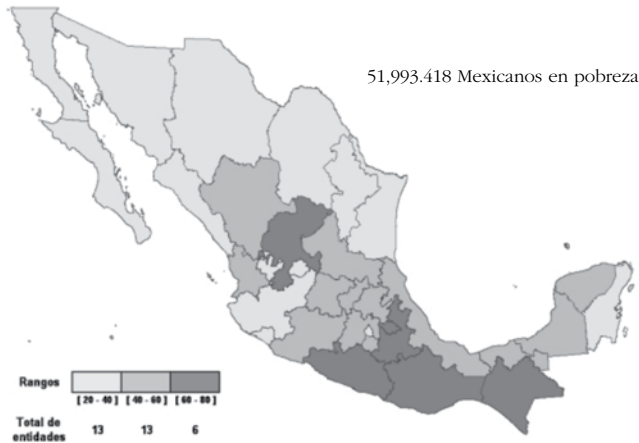 51,993.418 Mexicanos en pobreza
Rangos
[ 20 - 40 ] [ 40 - 60 ] [ 60 - 80 ]
Total de entidades 13 13 6